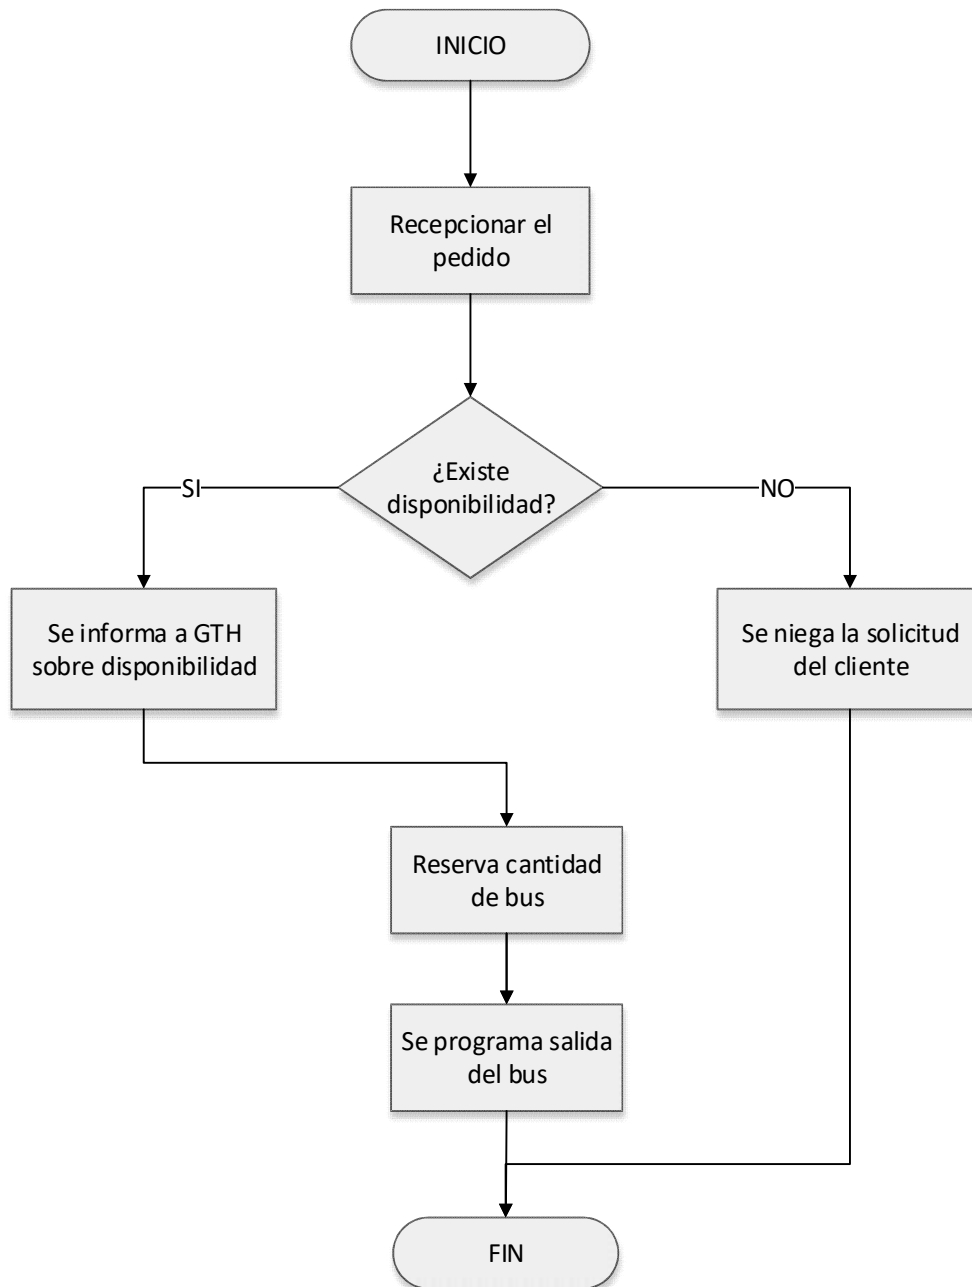 INICIO
Recepcionar el
pedido
¿Existe
disponibilidad?
SI
NO
Se informa a GTH
sobre disponibilidad
Se niega la solicitud
del cliente
Reserva cantidad
de bus
Se programa salida
del bus
FIN